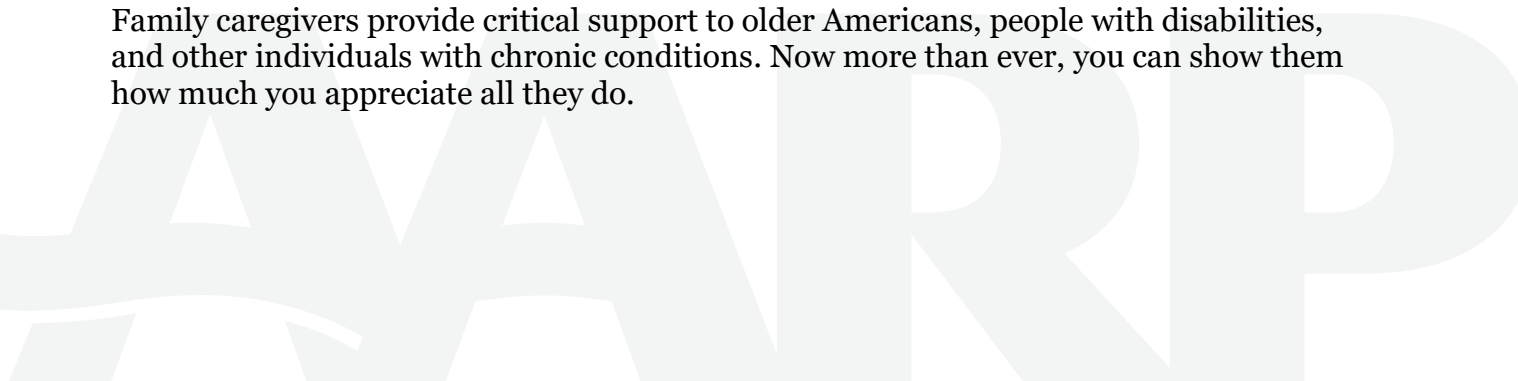 Family caregivers provide critical support to older Americans, people with disabilities,
and other individuals with chronic conditions. Now more than ever, you can show them
how much you appreciate all they do.
AARP